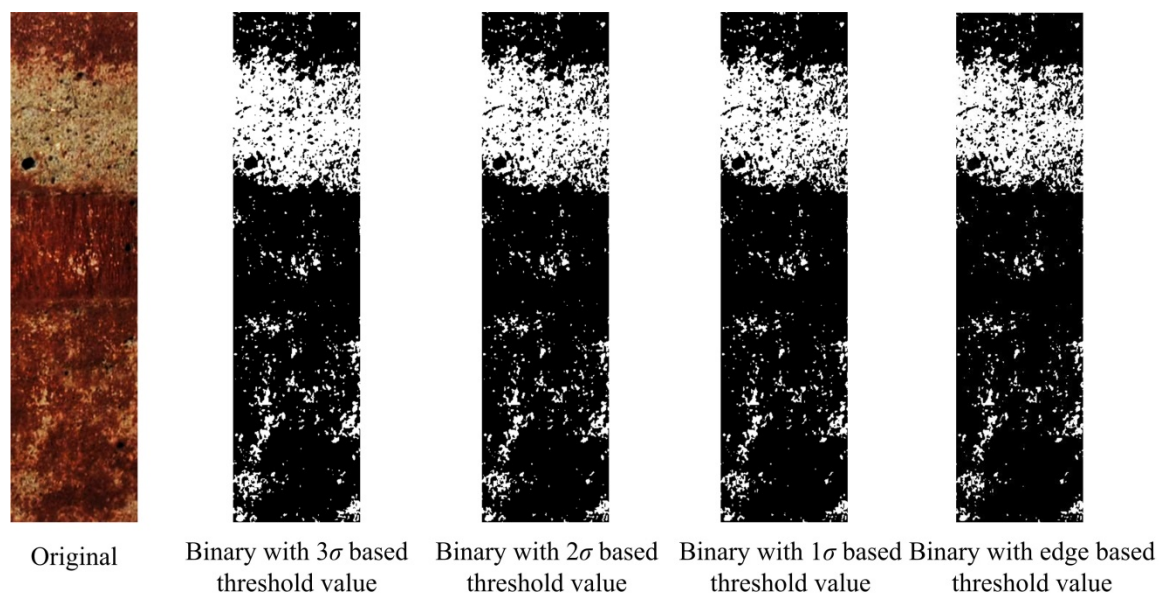 Original
Binary with 3σ based
threshold value
Binary with 2σ based
threshold value
Binary with 1σ based
threshold value
Binary with edge based
threshold value